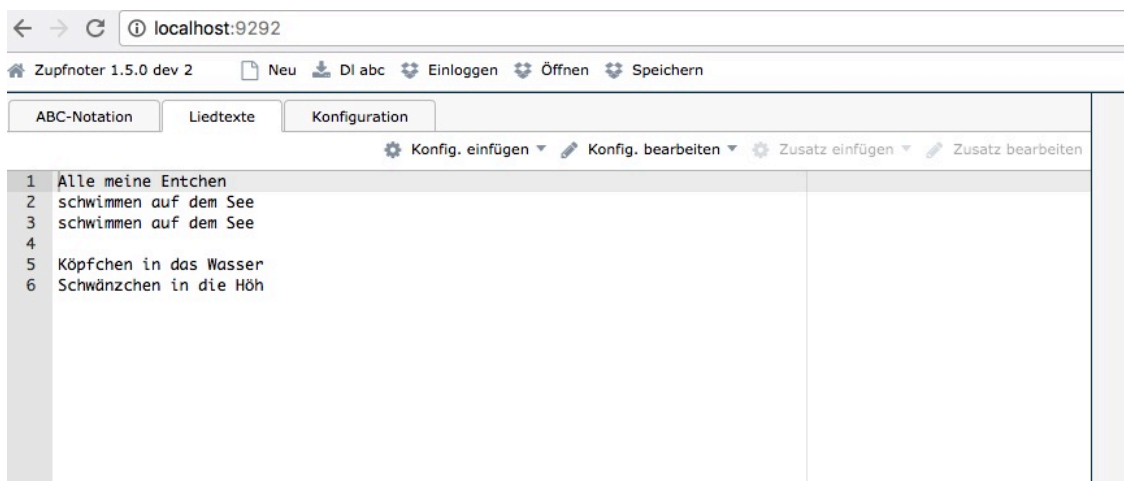 localhost:9292
Zupfnoter 1.5.0 dev 2 Neu Dl abc Einloggen Öffnen Speichern
ABC-Notation Liedtexte Konfiguration
Konfig. einfügen Konfig. bearbeiten Zusatz einfügen Zusatz bearbeiten
1 Alle meine Entchen
2 schwimmen auf dem See
3 schwimmen auf dem See
4
5 Köpfchen in das Wasser
6 Schwänzchen in die Höh